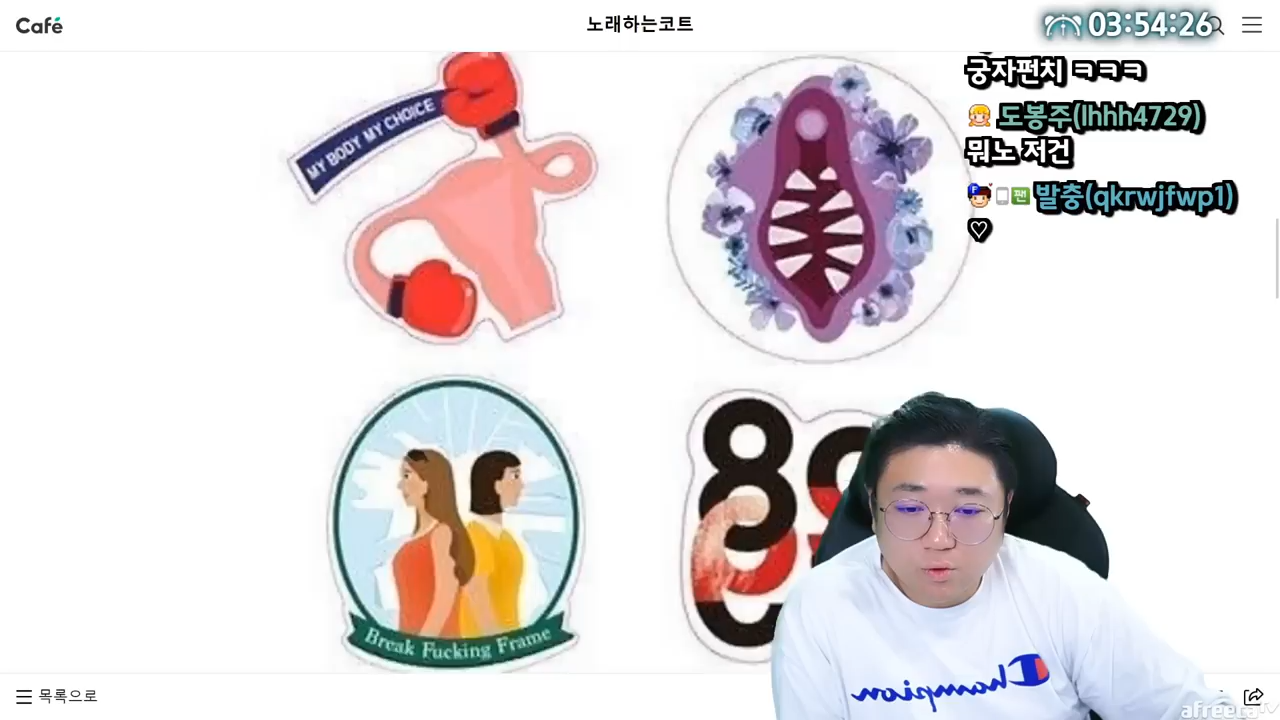 Café
노래하는코트
03:54:26
궁자펀치 ㅋㅋㅋ
도봉주(lhhh4729)
뭐노 저건
F 팬 발충(qkrwjfwp1)
♡
MY BODY MY CHOICE
Break Fucking Frame
Champion
목록으로
afreecaTV